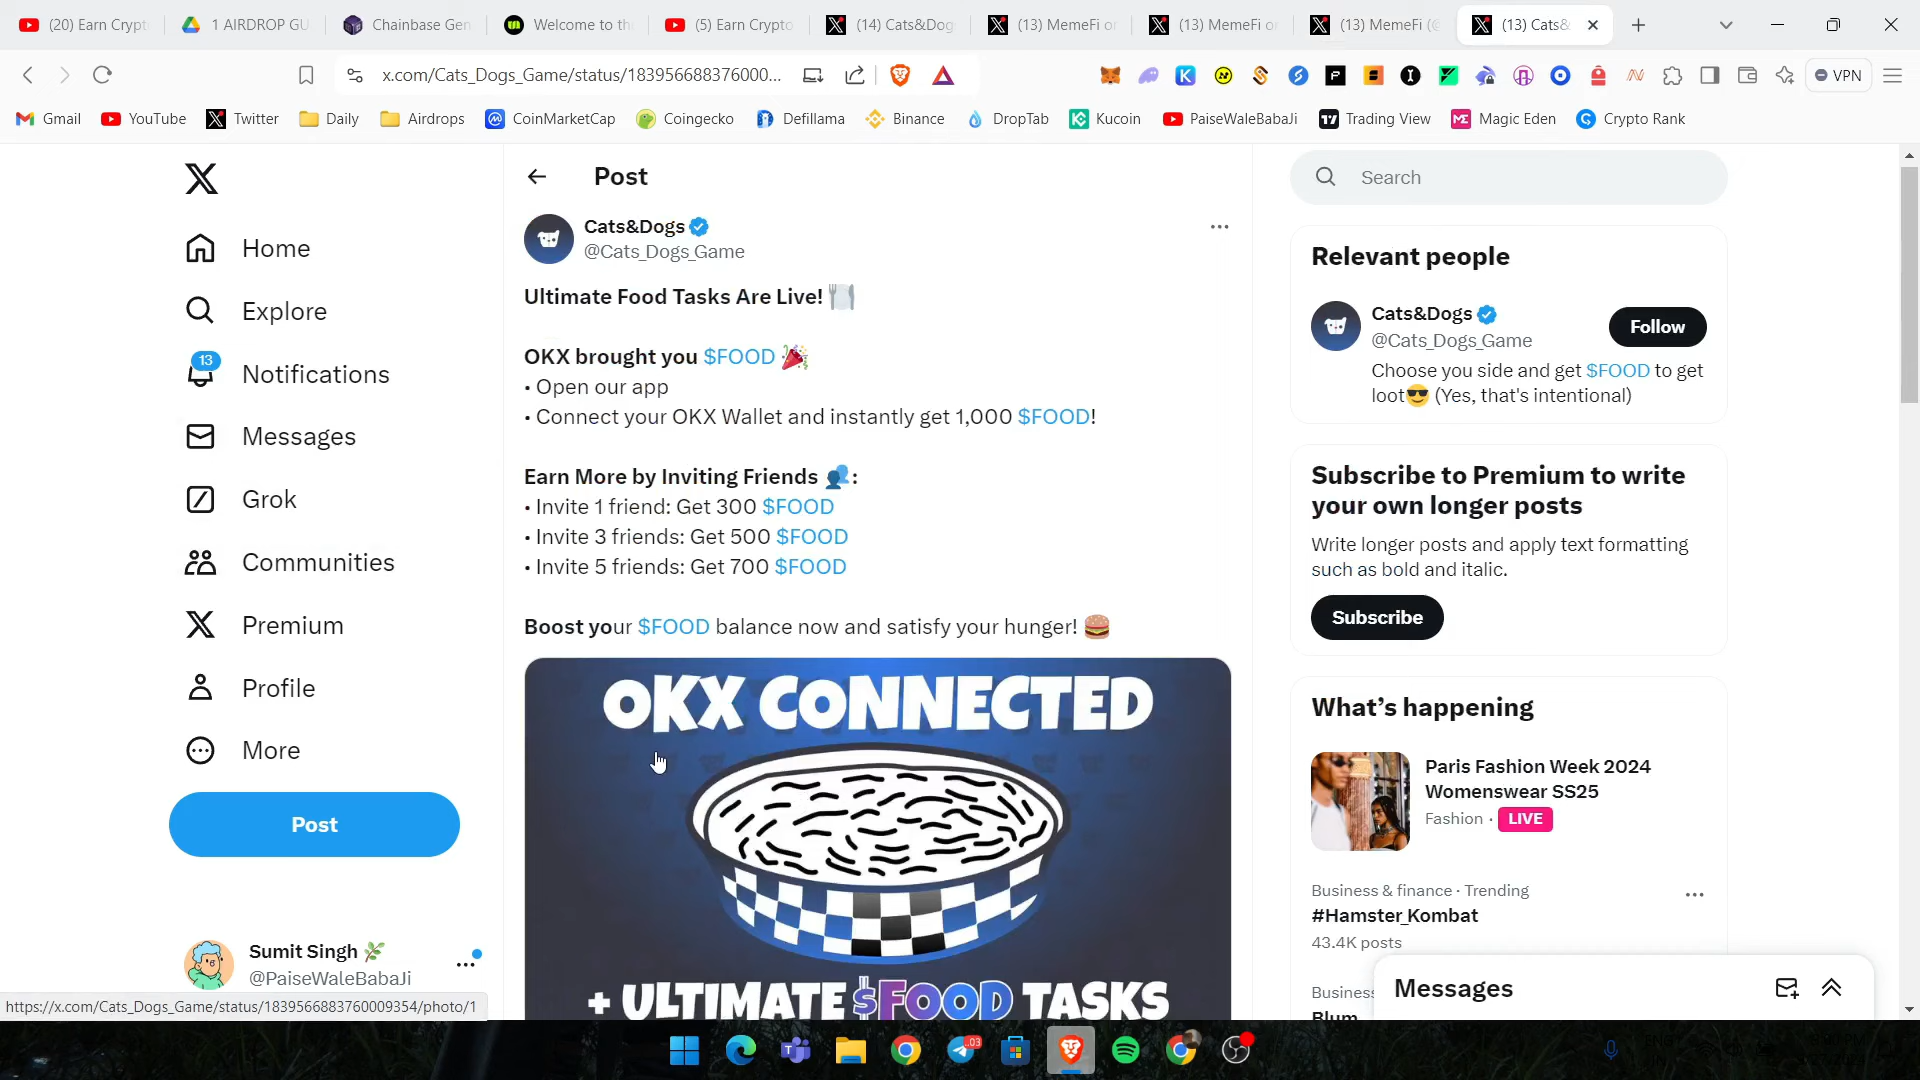 (20) Earn Crypt
1 AIRDROP GU
Chainbase Gen
Welcome to th
(5) Earn Crypto
(14) Cats&Dog
(13) MemeFi or
(13) MemeFi or
(13) MemeFi (@
(13) Cats&
x.com/Cats_Dogs_Game/status/183956688376000...
VPN
Gmail
YouTube
Twitter
Daily
Airdrops
CoinMarketCap
Coingecko
Defillama
Binance
DropTab
Kucoin
PaiseWaleBabaJi
Trading View
Magic Eden
Crypto Rank
Home
Explore
13
Notifications
Messages
Grok
Communities
Premium
Profile
More
Post
Sumit Singh
@PaiseWaleBabaJi
https://x.com/Cats_Dogs_Game/status/1839566883760009354/photo/1
Post
Cats&Dogs
@Cats_Dogs_Game
Ultimate Food Tasks Are Live! 🍽️
OKX brought you $FOOD 🎉
• Open our app
• Connect your OKX Wallet and instantly get 1,000 $FOOD!
Earn More by Inviting Friends 👥:
• Invite 1 friend: Get 300 $FOOD
• Invite 3 friends: Get 500 $FOOD
• Invite 5 friends: Get 700 $FOOD
Boost your $FOOD balance now and satisfy your hunger! 🍔
OKX CONNECTED
+ ULTIMATE $FOOD TASKS
Search
Relevant people
Cats&Dogs
@Cats_Dogs_Game
Follow
Choose you side and get $FOOD to get
loot😎 (Yes, that's intentional)
Subscribe to Premium to write
your own longer posts
Write longer posts and apply text formatting
such as bold and italic.
Subscribe
What's happening
Paris Fashion Week 2024
Womenswear SS25
Fashion · LIVE
Business & finance · Trending
#Hamster_Kombat
43.4K posts
Business
Blum
Messages
03